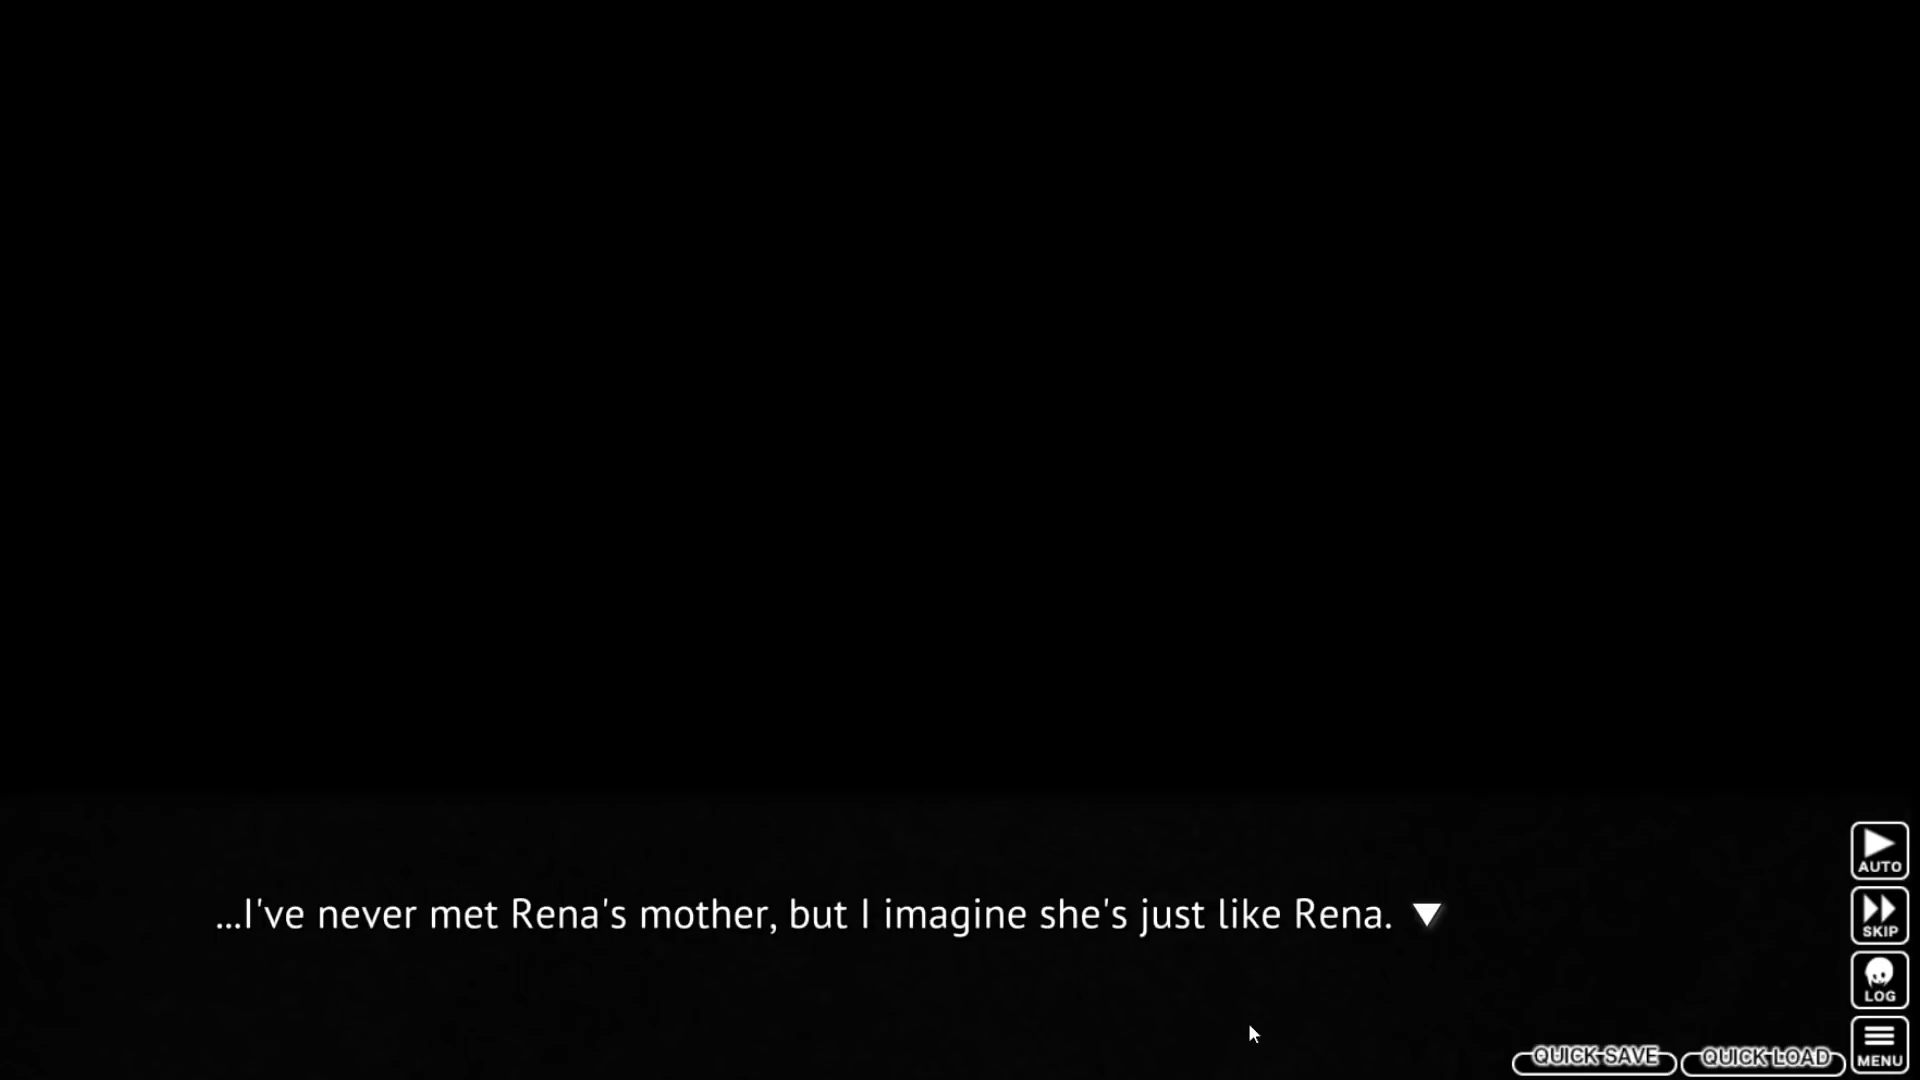 ...I've never met Rena's mother, but I imagine she's just like Rena.
AUTO
SKIP
LOG
MENU
QUICK SAVE
QUICK LOAD